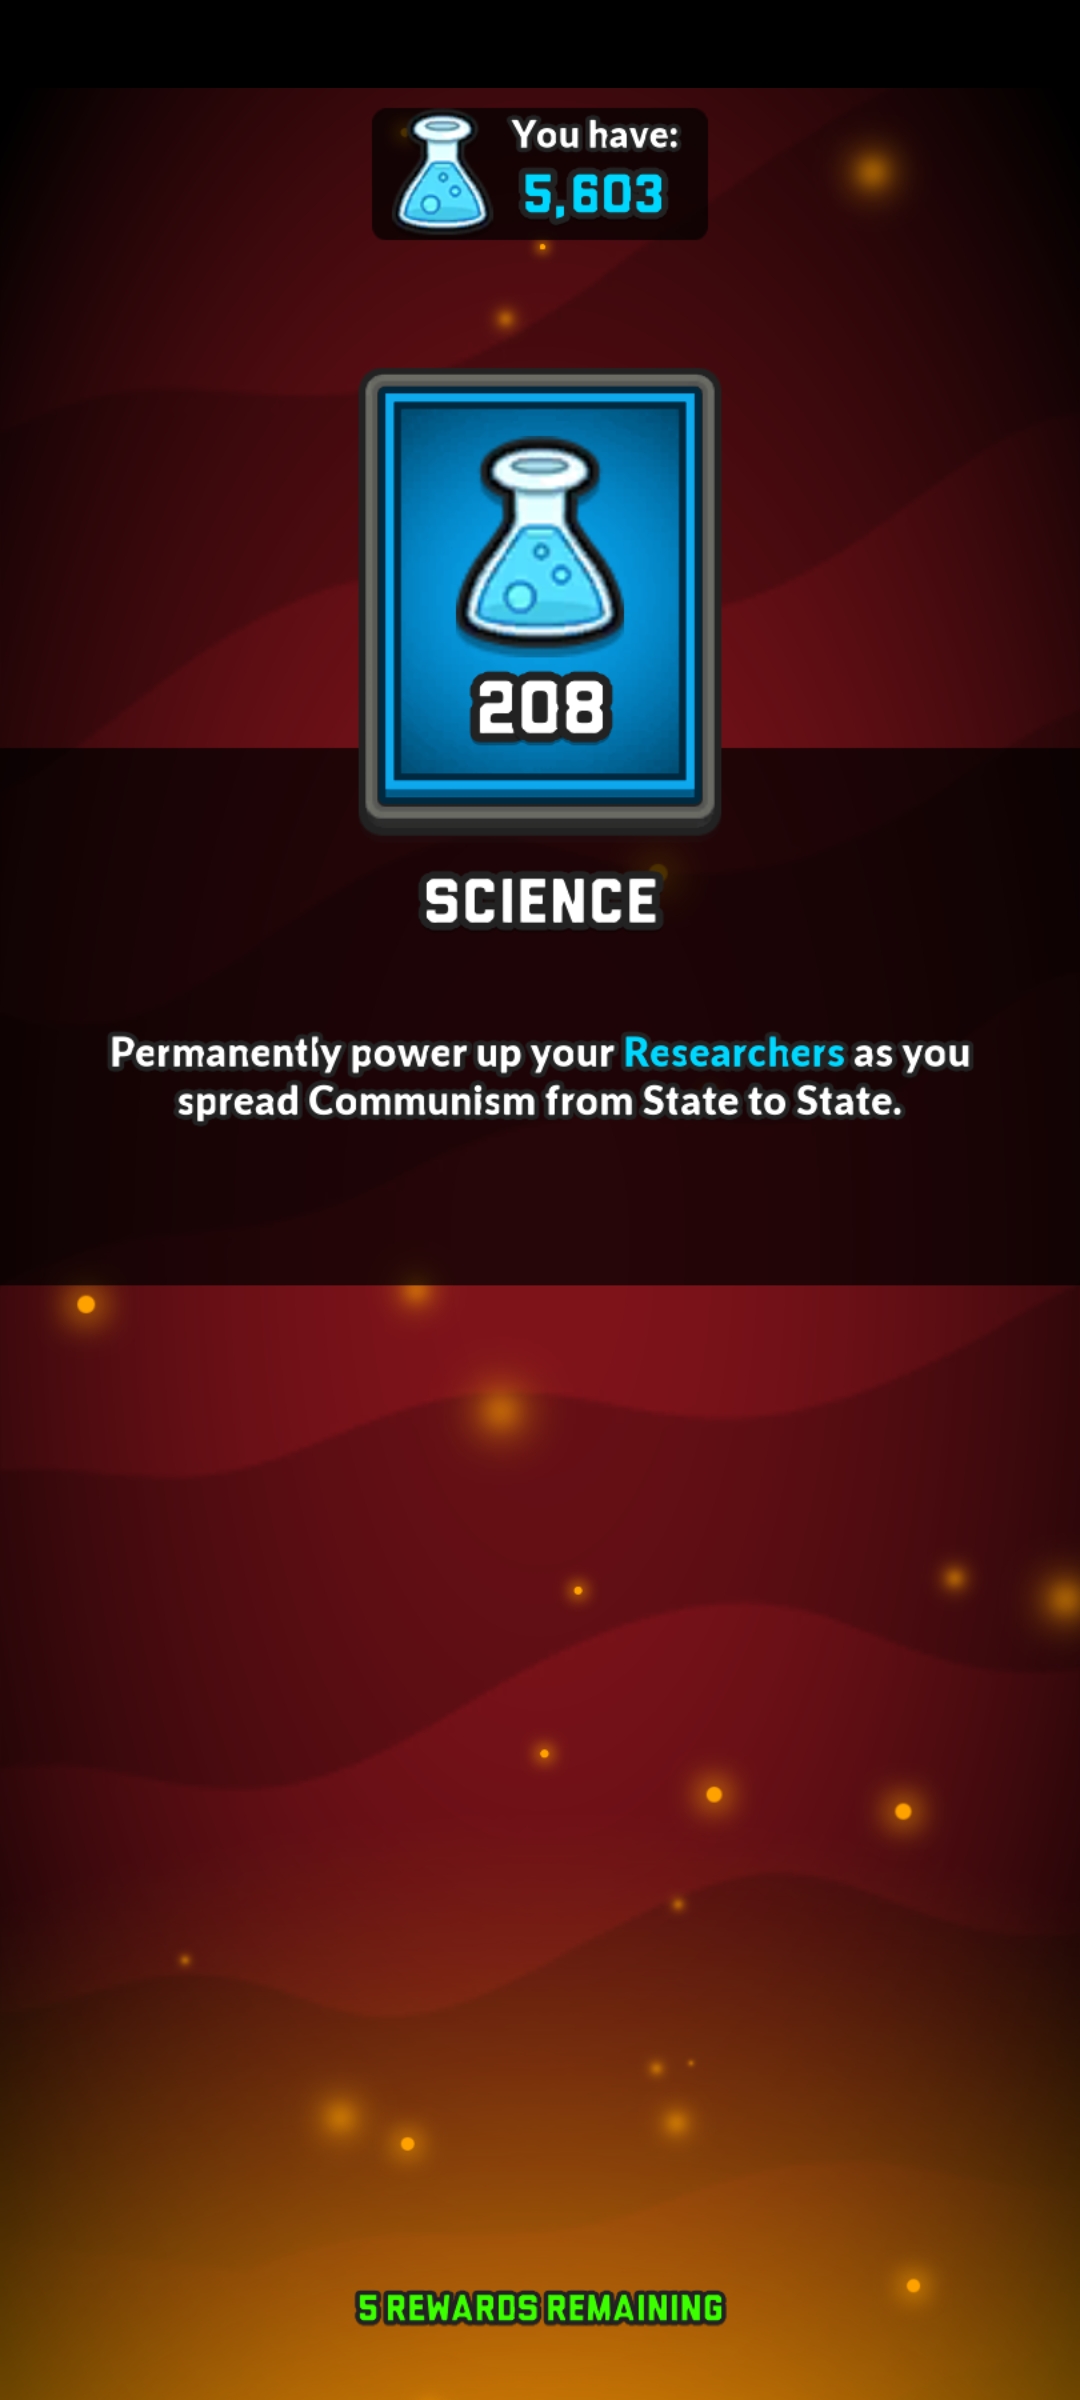 You have:
5,603
208
SCIENCE
Permanently power up your Researchers as you
spread Communism from State to State.
5 REWARDS REMAINING